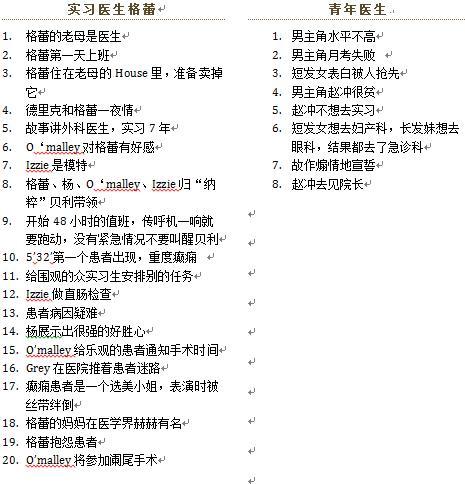 实习医生格蕾
1. 格蕾的老母是医生
2. 格蕾第一天上班
3. 格蕾住在老母的 House 里，准备卖掉
它
4. 德里克和格蕾一夜情
5. 故事讲外科医生，实习 7 年
6. O‘malley 对格蕾有好感
7. Izzie 是模特
8. 格蕾、杨、O‘malley、Izzie 归“纳
粹”贝利带领
9. 开始 48 小时的值班，传呼机一响就
要跑动，没有紧急情况不要叫醒贝利
10. 5’32’第一个患者出现，重度癫痫
11. 给围观的众实习生安排别的任务
12. Izzie 做直肠检查
13. 患者病因疑难
14. 杨展示出很强的好胜心
15. O’malley 给乐观的患者通知手术时间
16. Grey 在医院推着患者迷路
17. 癫痫患者是一个选美小姐，表演时被
丝带绊倒
18. 格蕾的妈妈在医学界赫赫有名
19. 格蕾抱怨患者
20. O’malley 将参加阑尾手术
青年医生
1. 男主角水平不高
2. 男主角月考失败
3. 短发女表白被人抢先
4. 男主角赵冲很贫
5. 赵冲不想去实习
6. 短发女想去妇产科，长发妹想去
眼科，结果都去了急诊科
7. 故作煽情地宣誓
8. 赵冲去见院长